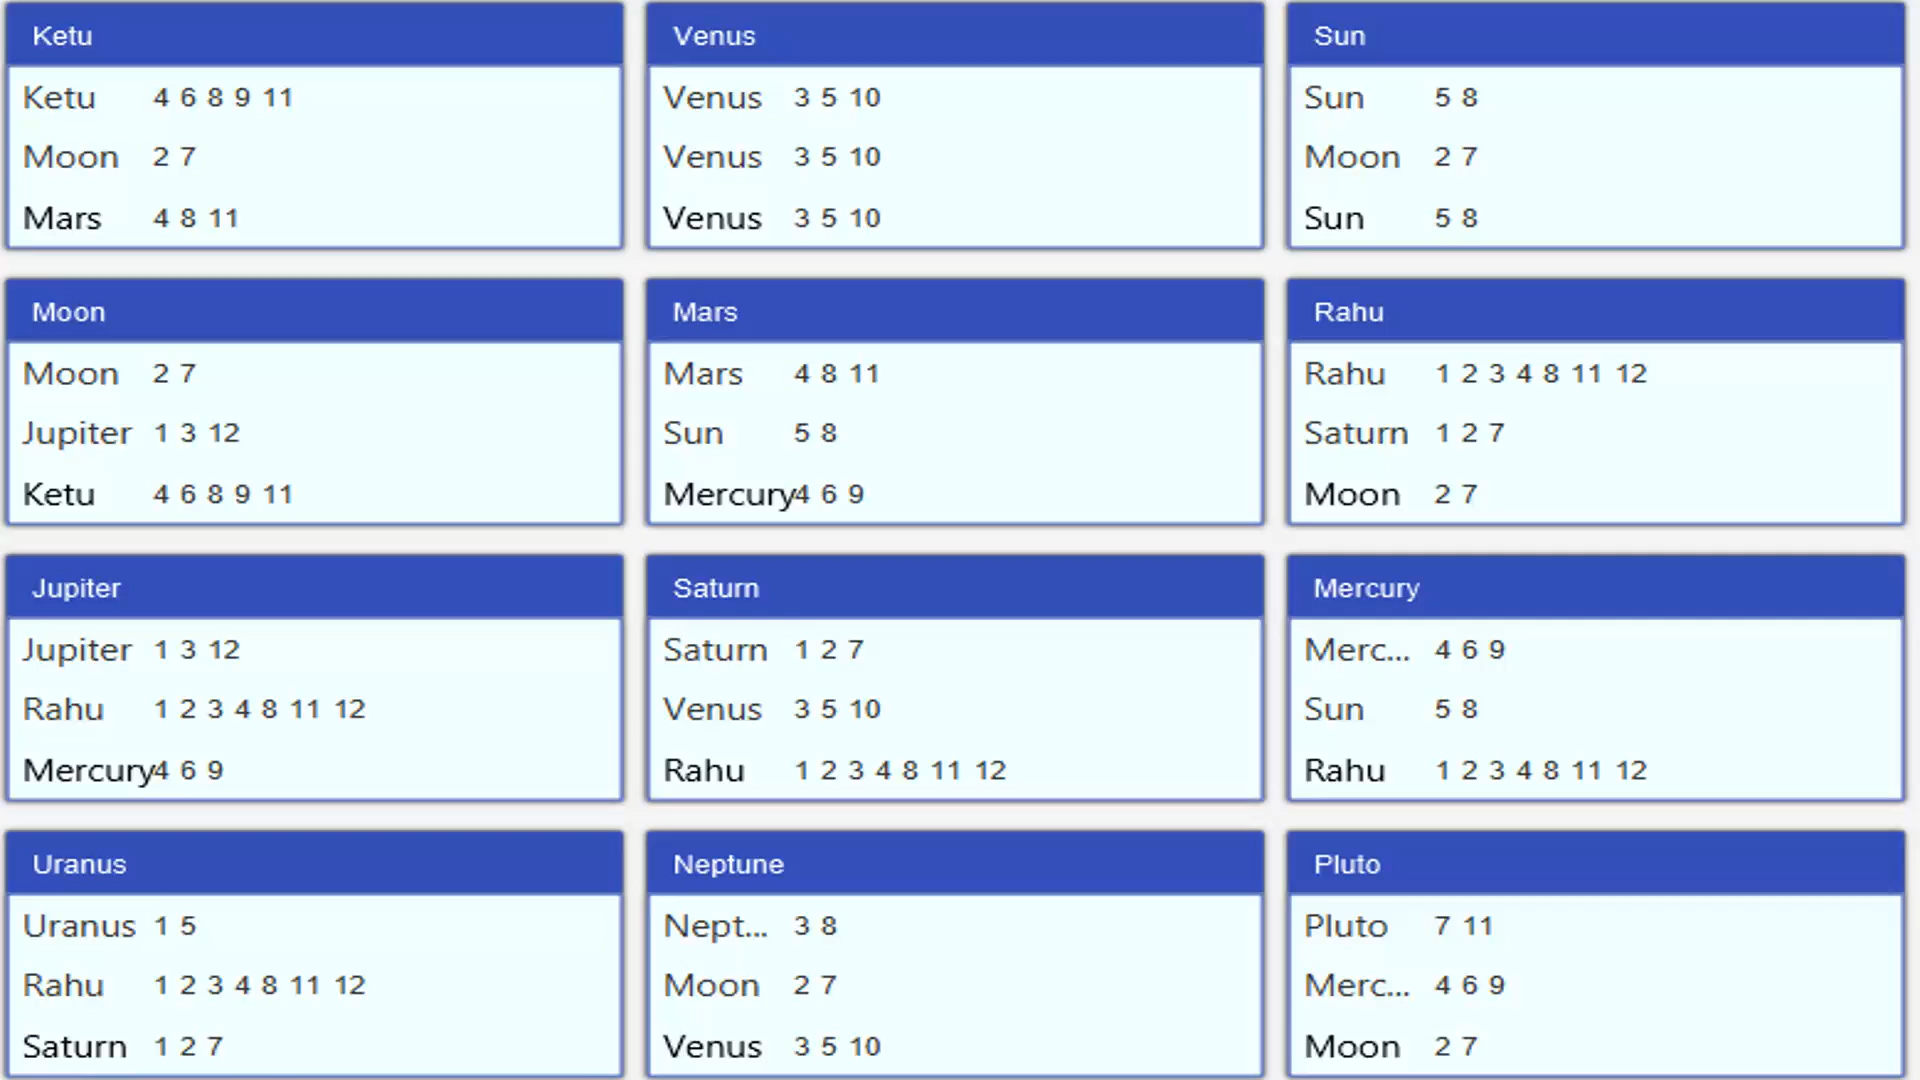 Ketu
Ketu 4 6 8 9 11
Moon 2 7
Mars 4 8 11
Venus
Venus 3 5 10
Venus 3 5 10
Venus 3 5 10
Sun
Sun 5 8
Moon 2 7
Sun 5 8
Moon
Moon 2 7
Jupiter 1 3 12
Ketu 4 6 8 9 11
Mars
Mars 4 8 11
Sun 5 8
Mercury 4 6 9
Rahu
Rahu 1 2 3 4 8 11 12
Saturn 1 2 7
Moon 2 7
Jupiter
Jupiter 1 3 12
Rahu 1 2 3 4 8 11 12
Mercury 4 6 9
Saturn
Saturn 1 2 7
Venus 3 5 10
Rahu 1 2 3 4 8 11 12
Mercury
Merc... 4 6 9
Sun 5 8
Rahu 1 2 3 4 8 11 12
Uranus
Uranus 1 5
Rahu 1 2 3 4 8 11 12
Saturn 1 2 7
Neptune
Nept... 3 8
Moon 2 7
Venus 3 5 10
Pluto
Pluto 7 11
Merc... 4 6 9
Moon 2 7